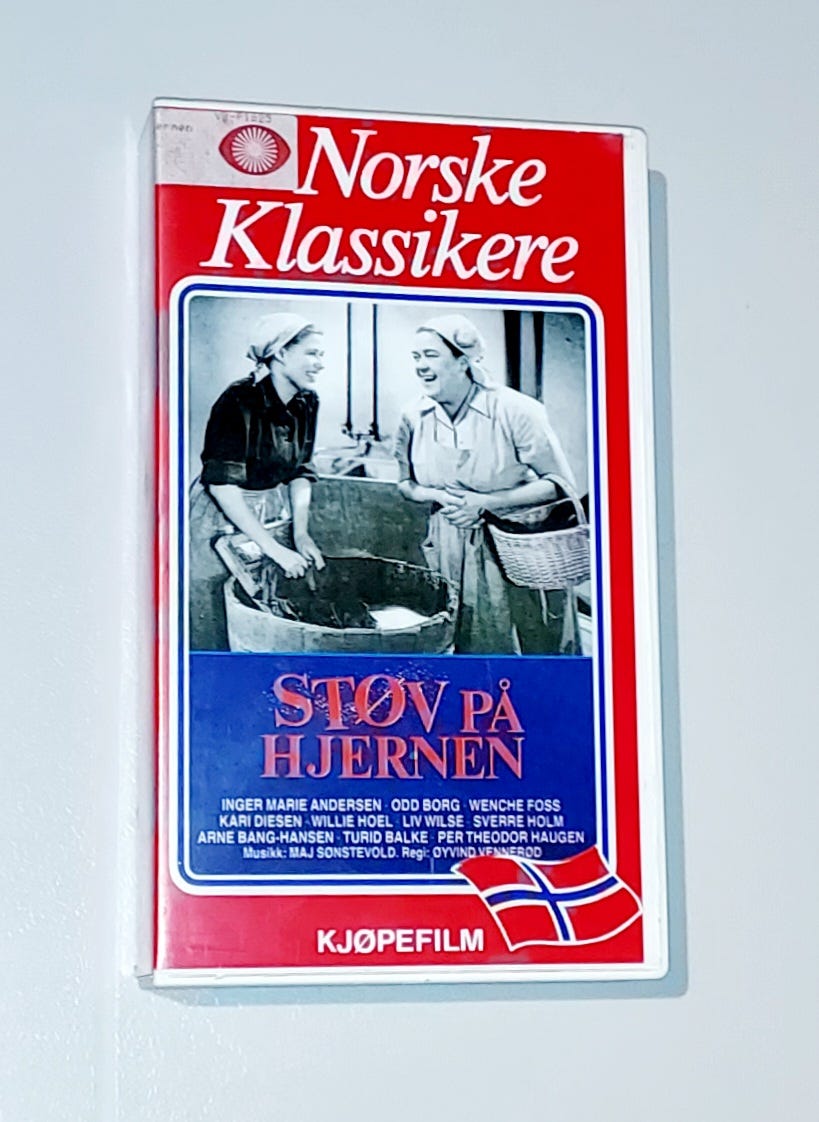 Norske
Klassikere
STØV PÅ
HJERNEN
INGER MARIE ANDERSEN · ODD BORG · WENCHE FOSS
KARI DIESEN · WILLIE HOEL · LIV WILSE · SVERRE HOLM
ARNE BANG-HANSEN · TURID BALKE · PER THEODOR HAUGEN
Musikk: MAJ SØNSTEVOLD. Regi: ØYVIND VENNERØD
KJØPEFILM